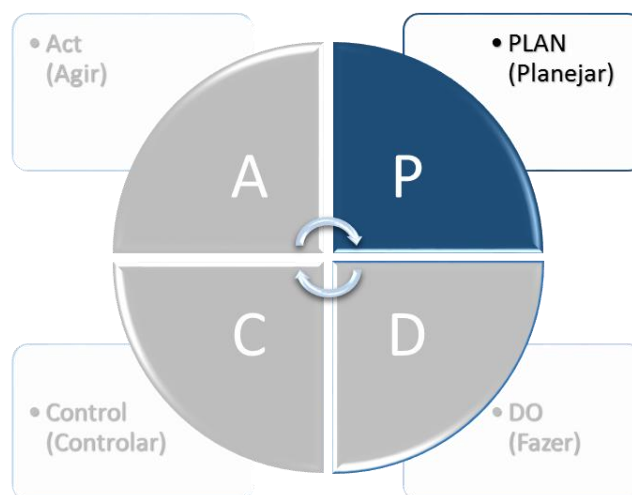 • Act
(Agir)
• PLAN
(Planejar)
A
P
C
D
• Control
(Controlar)
• DO
(Fazer)